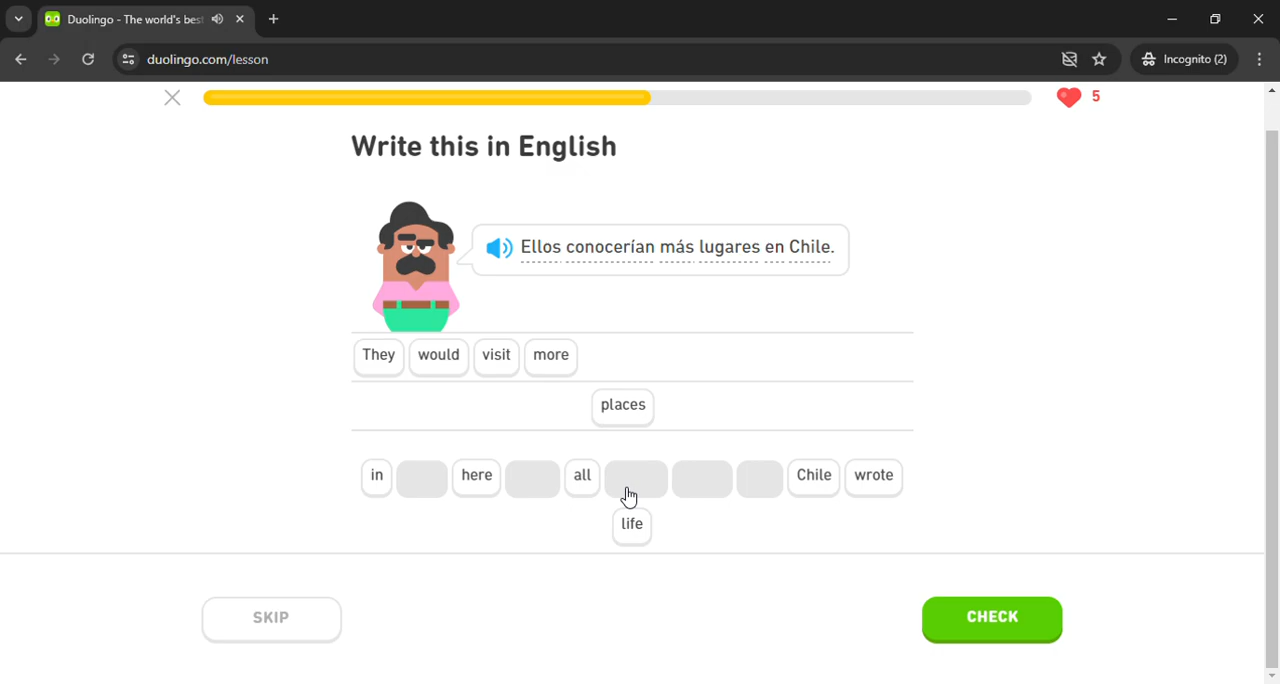 Duolingo - The world's bes
duolingo.com/lesson
Incognito (2)
5
Write this in English
Ellos conocerían más lugares en Chile.
They would visit more
places
in here all Chile wrote
life
SKIP
CHECK